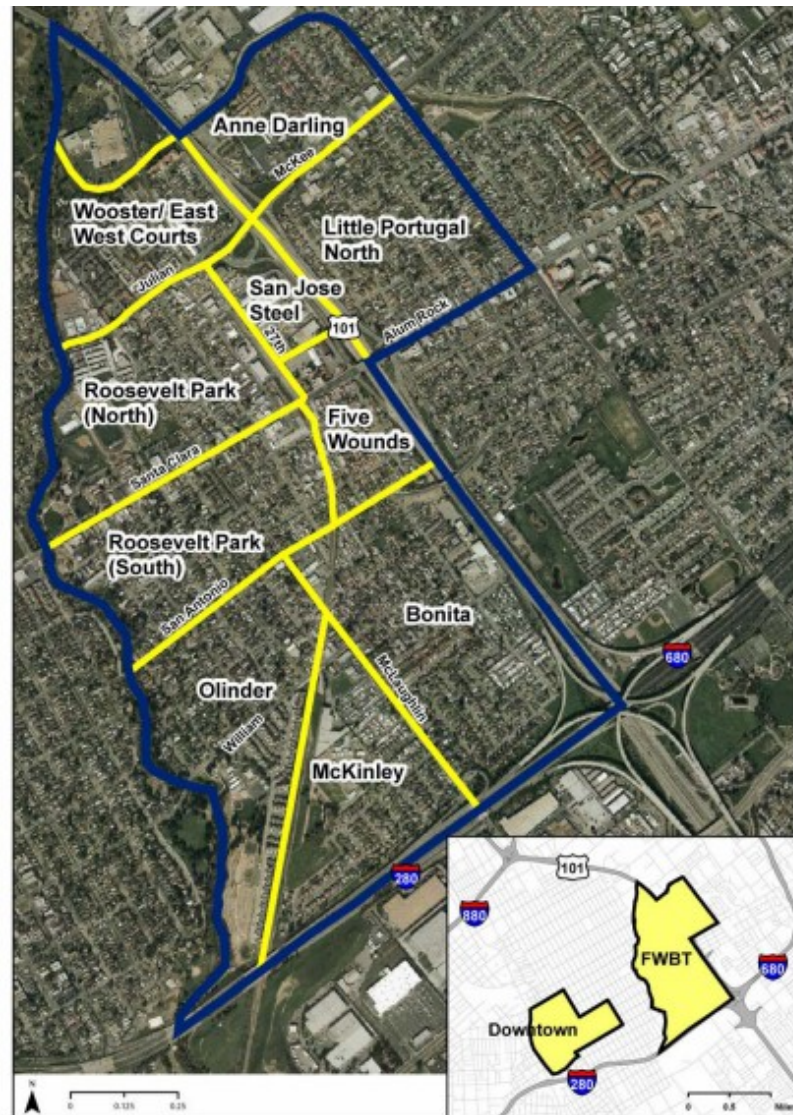 Anne Darling
McKee
Wooster/ East
West Courts
Little Portugal
North
Julian
San Jose
Steel
27th
101
Alum Rock
Roosevelt Park
(North)
Five
Wounds
Santa Clara
Roosevelt Park
(South)
San Antonio
Bonita
680
Olinder
McLaughlin
William
McKinley
280
101
880
FWBT
680
Downtown
280
N
0 0.125 0.25
0 0.5